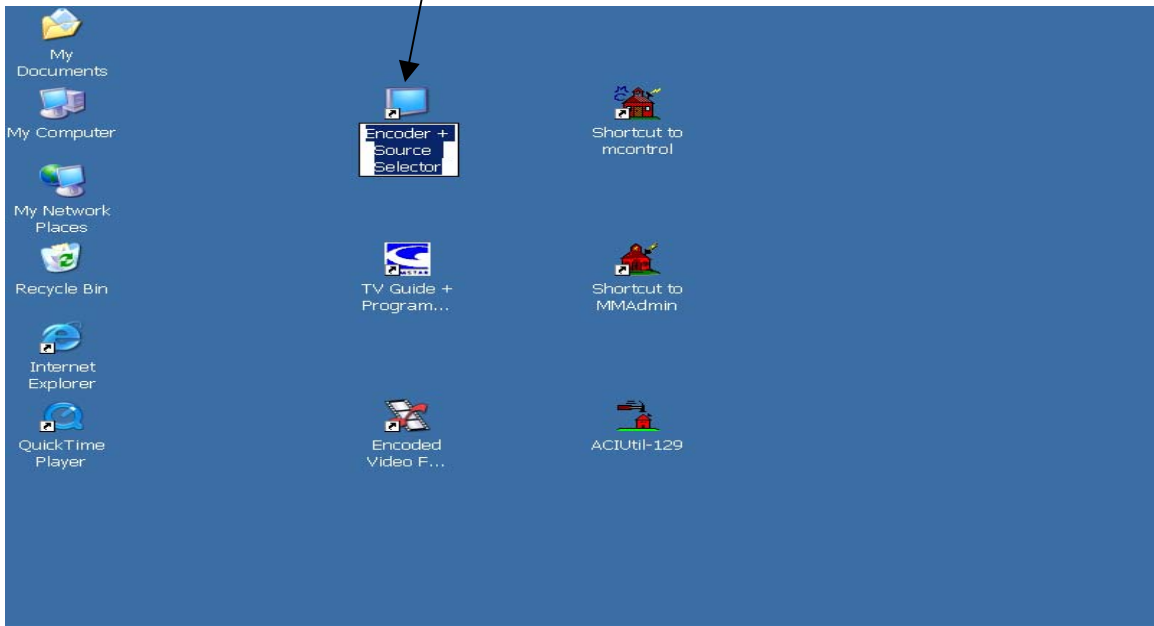 My
Documents
My Computer
My Network
Places
Recycle Bin
Internet
Explorer
QuickTime
Player
Encoder +
Source
Selector
TV Guide +
Program...
Encoded
Video F...
Shortcut to
mcontrol
Shortcut to
MMAdmin
ACIUtil-129